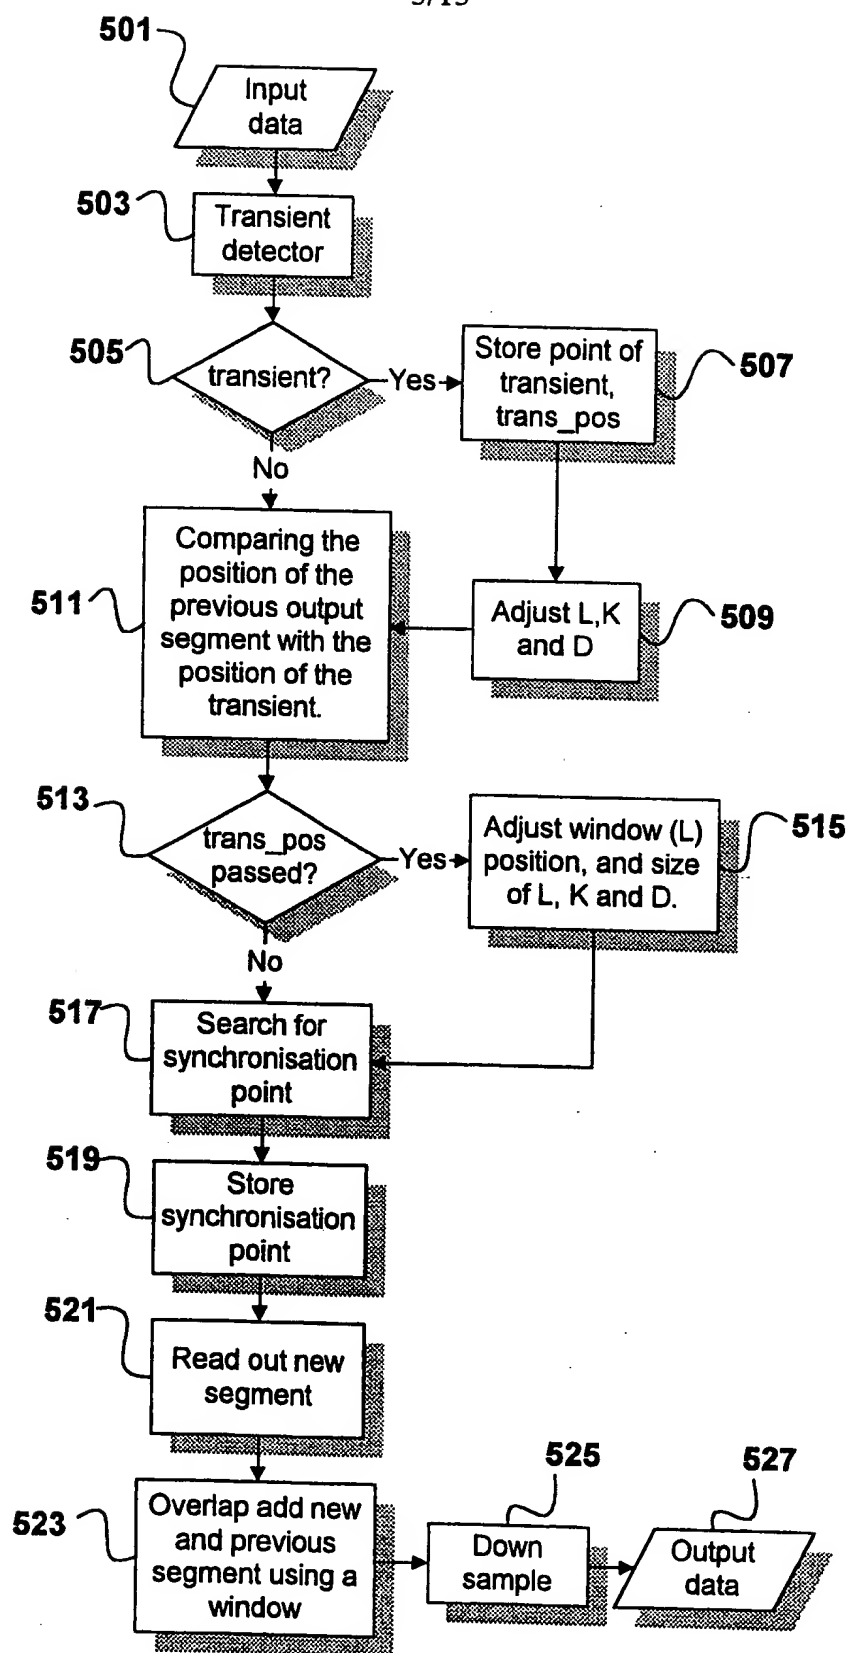 501
Input
data
503
Transient
detector
505
transient?
Yes
Store point of
transient,
trans_pos
507
No
Comparing the
position of the
previous output
segment with the
position of the
transient.
511
Adjust L,K
and D
509
513
trans_pos
passed?
Yes
Adjust window (L)
position, and size
of L, K and D.
515
No
517
Search for
synchronisation
point
519
Store
synchronisation
point
521
Read out new
segment
523
Overlap add new
and previous
segment using a
window
525
Down
sample
527
Output
data